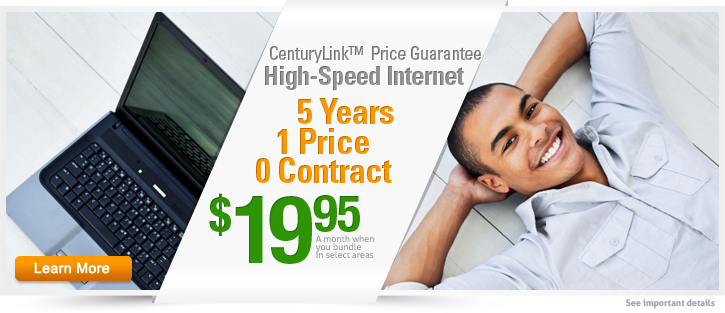 CenturyLink™ Price Guarantee
High-Speed Internet
5 Years
1 Price
0 Contract
$19 95
A month when
you bundle
In select areas
Learn More
See important details